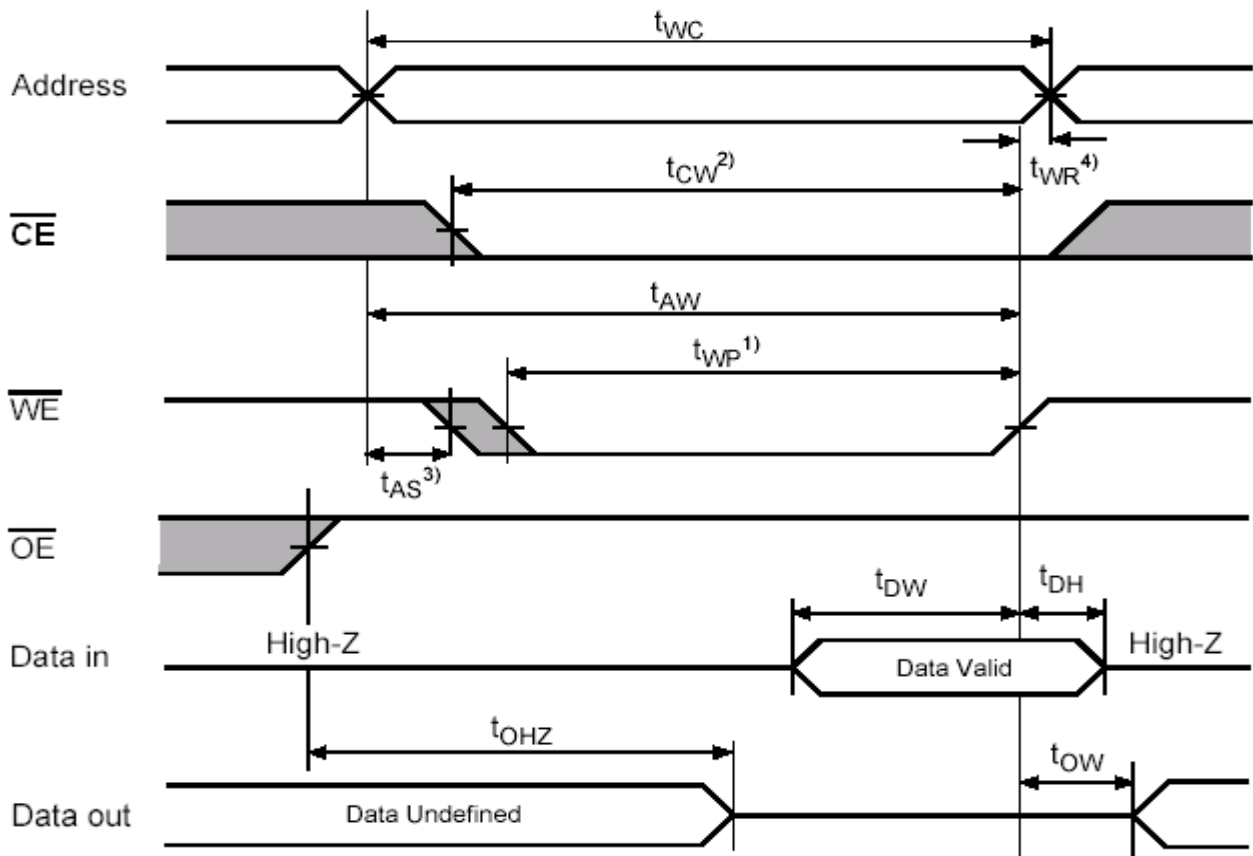 tWC
Address
tCW2)
tWR4)
CE
tAW
tWP1)
WE
tAS3)
OE
tDW
tDH
Data in
High-Z
Data Valid
High-Z
tOHZ
tOW
Data out
Data Undefined